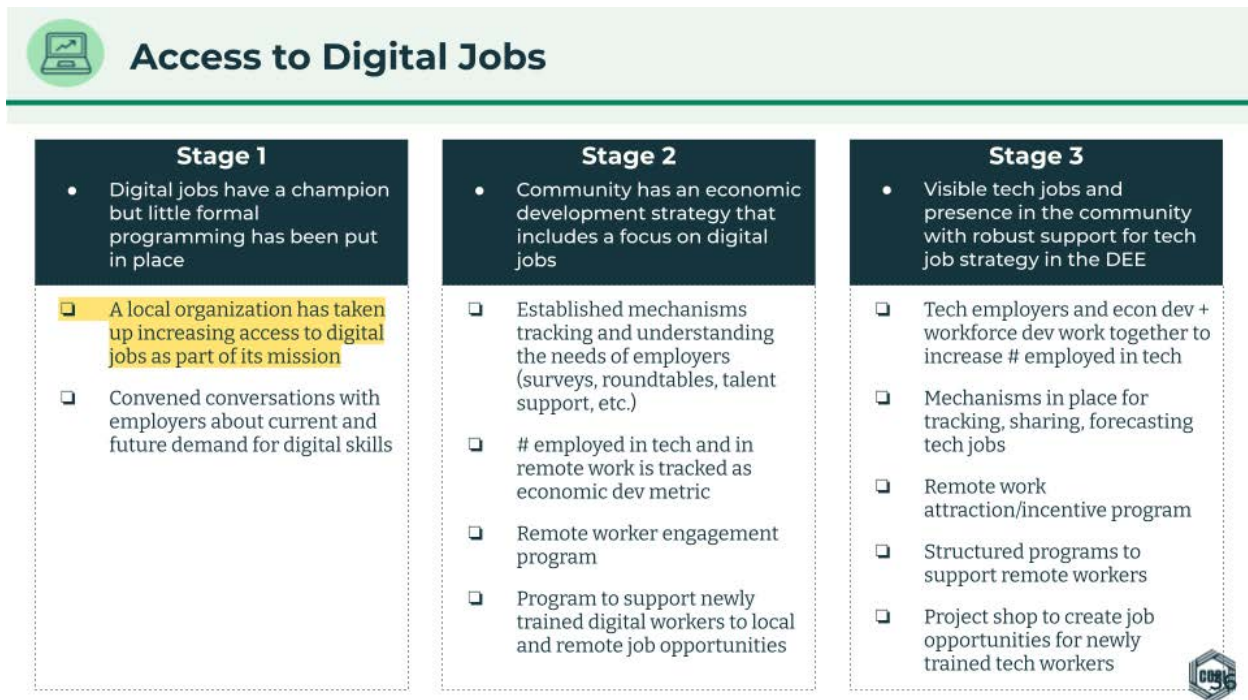 Access to Digital Jobs
Stage 1
● Digital jobs have a champion
but little formal
programming has been put
in place
❏ A local organization has taken
up increasing access to digital
jobs as part of its mission
❏ Convened conversations with
employers about current and
future demand for digital skills
Stage 2
● Community has an economic
development strategy that
includes a focus on digital
jobs
❏ Established mechanisms
tracking and understanding
the needs of employers
(surveys, roundtables, talent
support, etc.)
❏ # employed in tech and in
remote work is tracked as
economic dev metric
❏ Remote worker engagement
program
❏ Program to support newly
trained digital workers to local
and remote job opportunities
Stage 3
● Visible tech jobs and
presence in the community
with robust support for tech
job strategy in the DEE
❏ Tech employers and econ dev +
workforce dev work together to
increase # employed in tech
❏ Mechanisms in place for
tracking, sharing, forecasting
tech jobs
❏ Remote work
attraction/incentive program
❏ Structured programs to
support remote workers
❏ Project shop to create job
opportunities for newly
trained tech workers